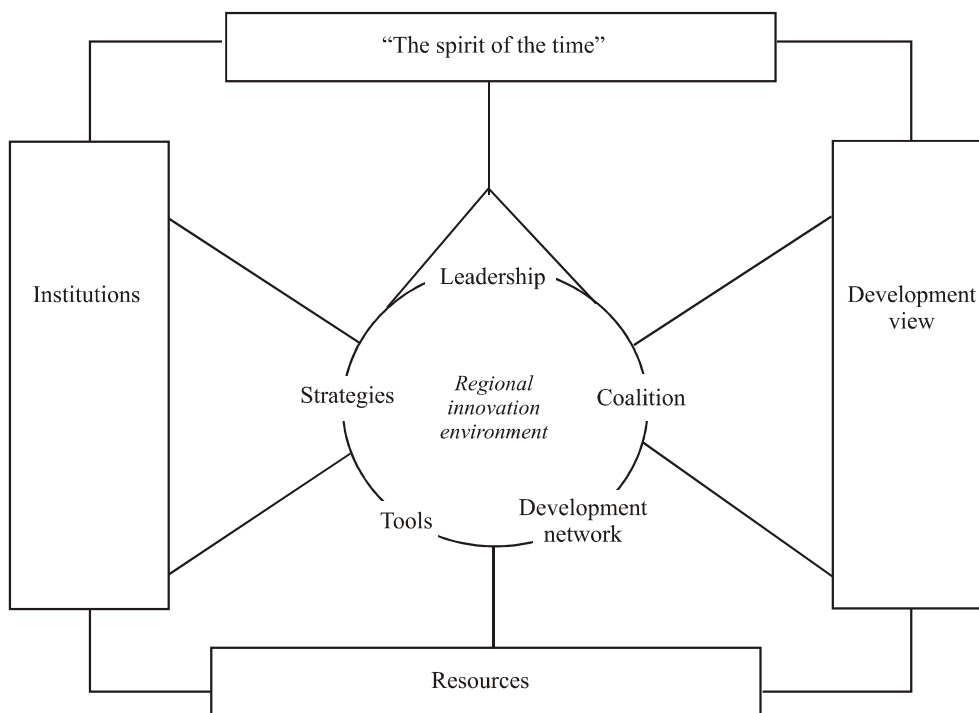 “The spirit of the time”
Leadership
Institutions
Development
view
Strategies
Regional
innovation
environment
Coalition
Tools
Development
network
Resources